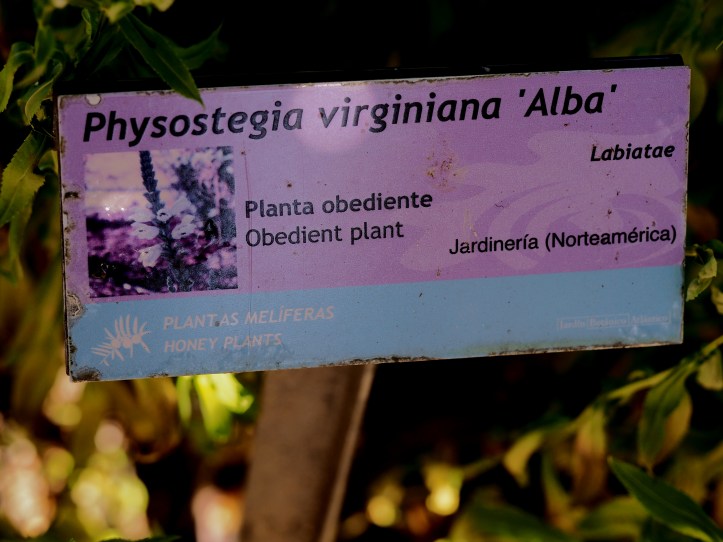 Physostegia virginiana 'Alba'
Labiatae
Planta obediente
Obedient plant
Jardinería (Norteamérica)
PLANTAS MELÍFERAS
HONEY PLANTS